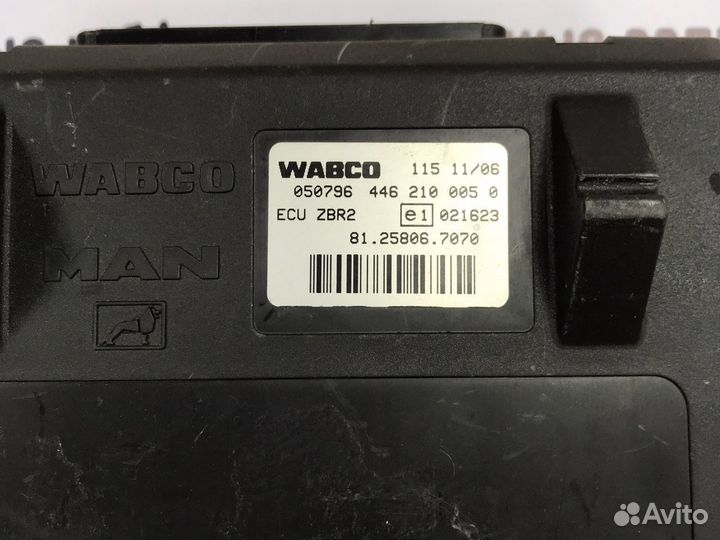 WABCO
MAN
WABCO 115 11/06
050796 446 210 005 0
ECU ZBR2 e1 021623
81.25806.7070
Avito